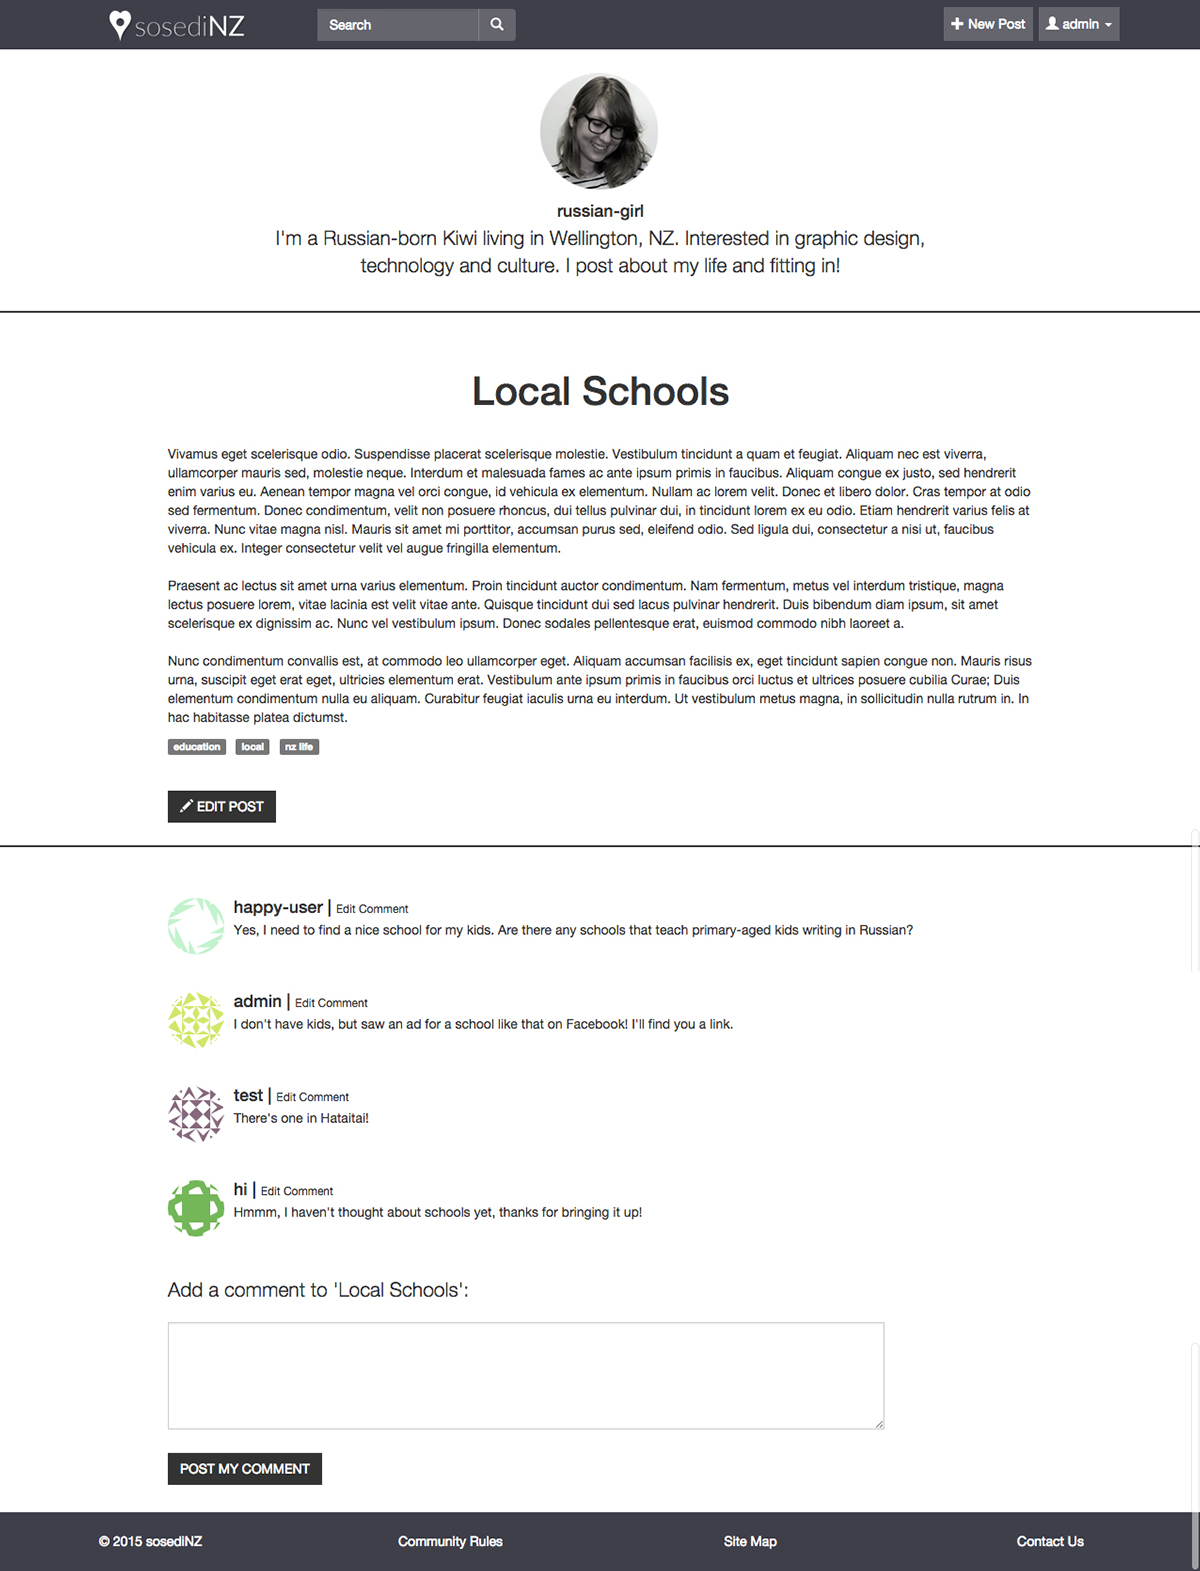 sosediNZ
Search
New Post
admin
russian-girl
I'm a Russian-born Kiwi living in Wellington, NZ. Interested in graphic design,
technology and culture. I post about my life and fitting in!
Local Schools
Vivamus eget scelerisque odio. Suspendisse placerat scelerisque molestie. Vestibulum tincidunt a quam et feugiat. Aliquam nec est viverra,
ullamcorper mauris sed, molestie neque. Interdum et malesuada fames ac ante ipsum primis in faucibus. Aliquam congue ex justo, sed hendrerit
enim varius eu. Aenean tempor magna vel orci congue, id vehicula ex elementum. Nullam ac lorem velit. Donec et libero dolor. Cras tempor at odio
sed fermentum. Donec condimentum, velit non posuere rhoncus, dui tellus pulvinar dui, in tincidunt lorem ex eu odio. Etiam hendrerit varius felis at
viverra. Nunc vitae magna nisl. Mauris sit amet mi porttitor, accumsan purus sed, eleifend odio. Sed ligula dui, consectetur a nisi ut, faucibus
vehicula ex. Integer consectetur velit vel augue fringilla elementum.
Praesent ac lectus sit amet urna varius elementum. Proin tincidunt auctor condimentum. Nam fermentum, metus vel interdum tristique, magna
lectus posuere lorem, vitae lacinia est velit vitae ante. Quisque tincidunt dui sed lacus pulvinar hendrerit. Duis bibendum diam ipsum, sit amet
scelerisque ex dignissim ac. Nunc vel vestibulum ipsum. Donec sodales pellentesque erat, euismod commodo nibh laoreet a.
Nunc condimentum convallis est, at commodo leo ullamcorper eget. Aliquam accumsan facilisis ex, eget tincidunt sapien congue non. Mauris risus
urna, suscipit eget erat eget, ultricies elementum erat. Vestibulum ante ipsum primis in faucibus orci luctus et ultrices posuere cubilia Curae; Duis
elementum condimentum nulla eu aliquam. Curabitur feugiat iaculis urna eu interdum. Ut vestibulum metus magna, in sollicitudin nulla rutrum in. In
hac habitasse platea dictumst.
education local nz life
EDIT POST
happy-user | Edit Comment
Yes, I need to find a nice school for my kids. Are there any schools that teach primary-aged kids writing in Russian?
admin | Edit Comment
I don't have kids, but saw an ad for a school like that on Facebook! I'll find you a link.
test | Edit Comment
There's one in Hataitai!
hi | Edit Comment
Hmmm, I haven't thought about schools yet, thanks for bringing it up!
Add a comment to 'Local Schools':
POST MY COMMENT
© 2015 sosediNZ
Community Rules
Site Map
Contact Us